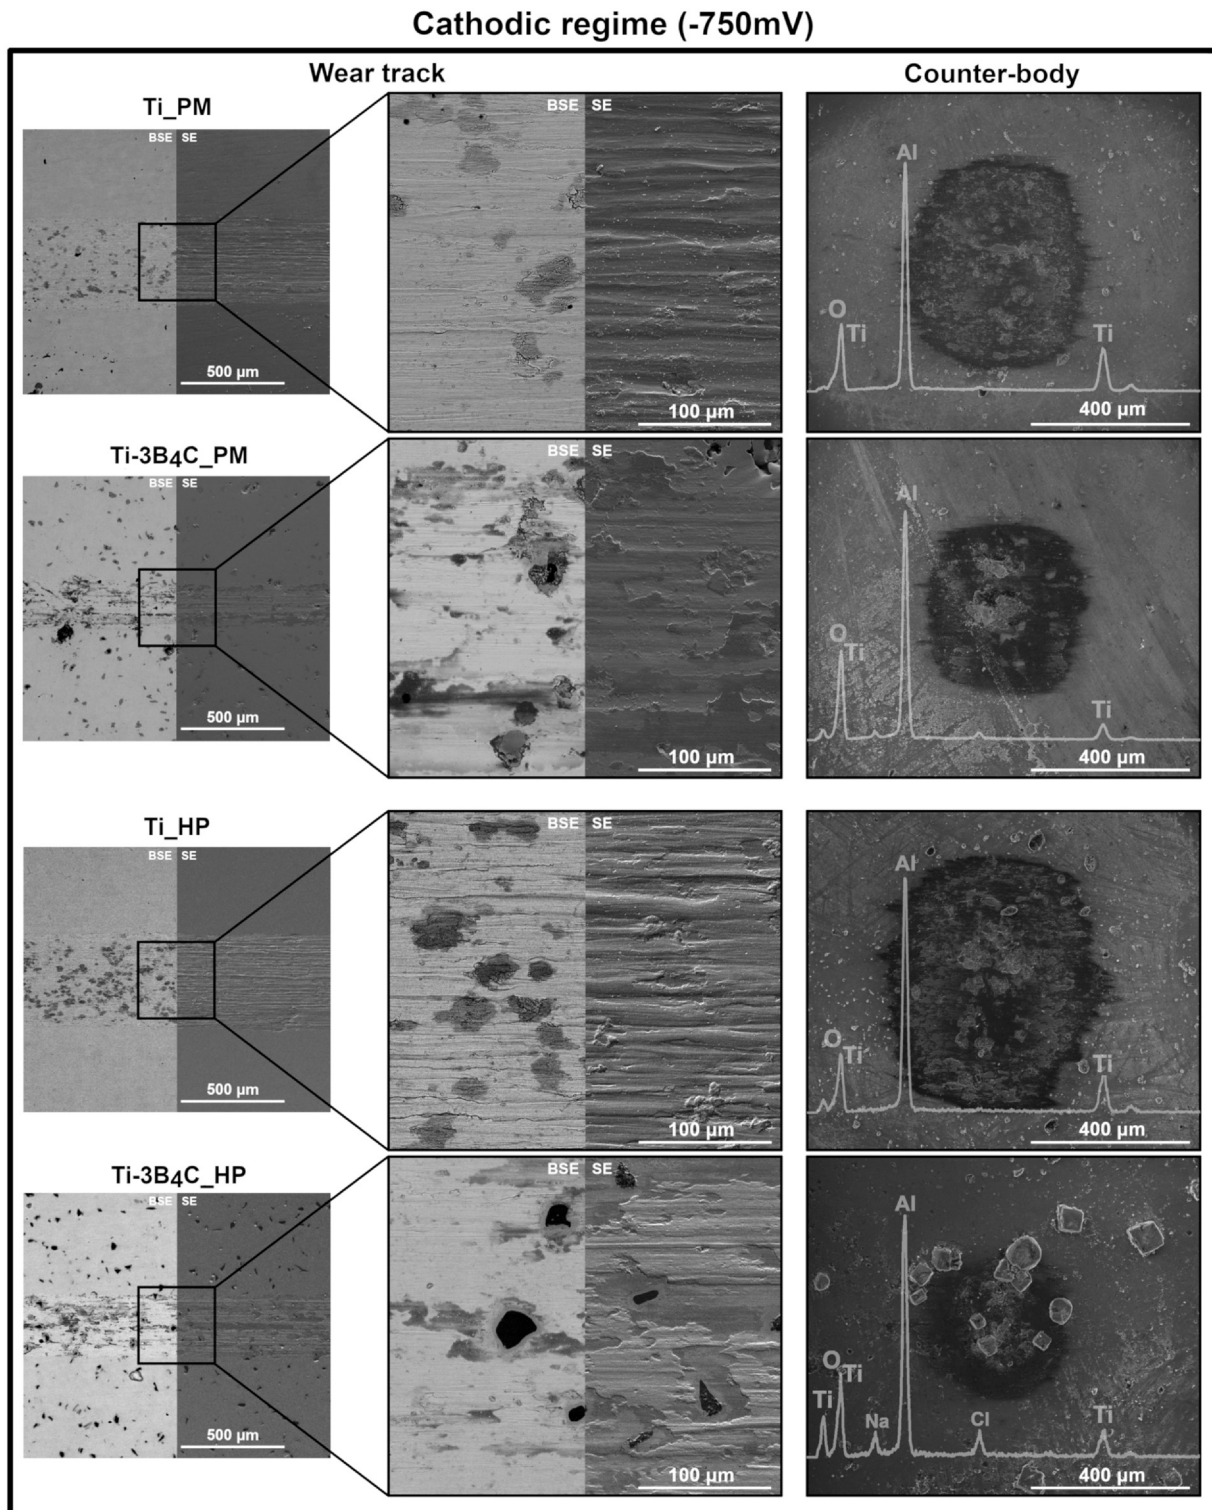 Cathodic regime (-750mV)
Wear track
Counter-body
Ti_PM
BSE SE
500 µm
BSE SE
100 µm
Al
O
Ti
Ti
400 µm
Ti-3B4C_PM
BSE SE
500 µm
BSE SE
100 µm
Al
O
Ti
Ti
400 µm
Ti_HP
BSE SE
500 µm
BSE SE
100 µm
Al
O
Ti
Ti
400 µm
Ti-3B4C_HP
BSE SE
500 µm
BSE SE
100 µm
Al
O
Ti
Ti
Na
Cl
Ti
400 µm